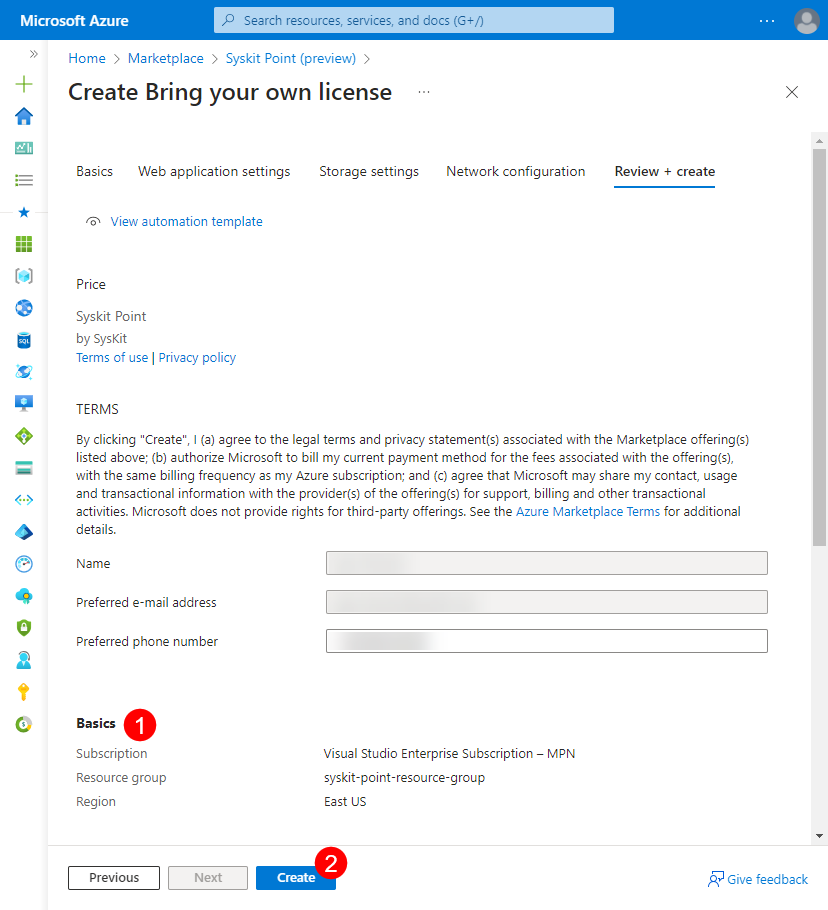 Microsoft Azure
Search resources, services, and docs (G+/)
Home > Marketplace > Syskit Point (preview) >
Create Bring your own license ...
Basics Web application settings Storage settings Network configuration Review + create
View automation template
Price
Syskit Point
by SysKit
Terms of use | Privacy policy
TERMS
By clicking "Create", I (a) agree to the legal terms and privacy statement(s) associated with the Marketplace offering(s)
listed above; (b) authorize Microsoft to bill my current payment method for the fees associated with the offering(s),
with the same billing frequency as my Azure subscription; and (c) agree that Microsoft may share my contact, usage
and transactional information with the provider(s) of the offering(s) for support, billing and other transactional
activities. Microsoft does not provide rights for third-party offerings. See the Azure Marketplace Terms for additional
details.
Name
Preferred e-mail address
Preferred phone number
Basics 1
Subscription Visual Studio Enterprise Subscription – MPN
Resource group syskit-point-resource-group
Region East US
Previous Next Create 2
Give feedback